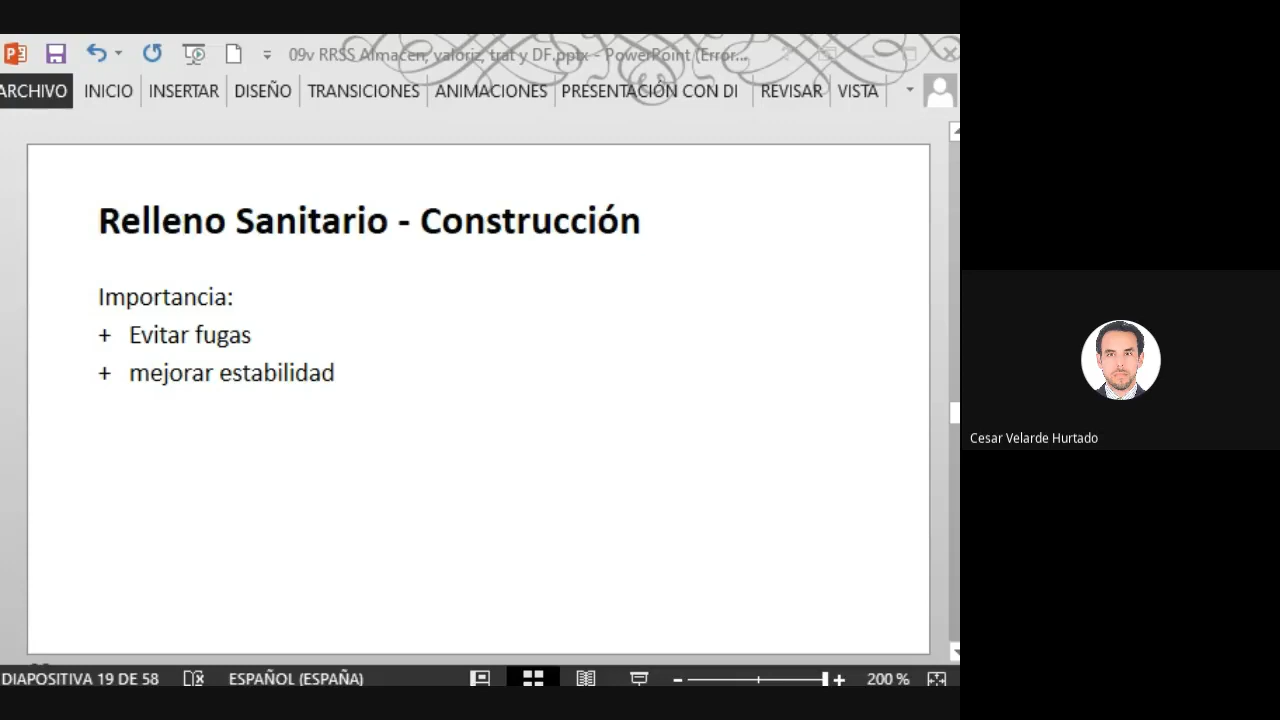 09v RRSS Almacen, valoriz, trat y DF.pptx - PowerPoint (Error...
ARCHIVO INICIO INSERTAR DISEÑO TRANSICIONES ANIMACIONES PRESENTACIÓN CON DI REVISAR VISTA
Relleno Sanitario - Construcción
Importancia:
+ Evitar fugas
+ mejorar estabilidad
Cesar Velarde Hurtado
DIAPOSITIVA 19 DE 58 ESPAÑOL (ESPAÑA) 200 %